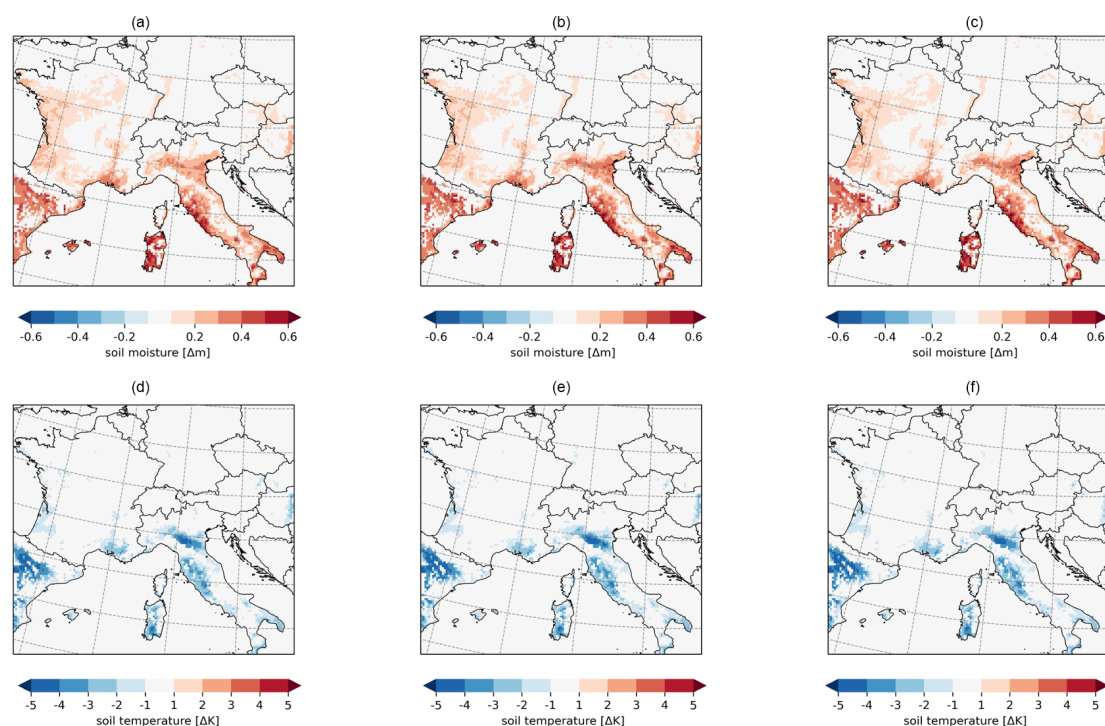 (a) (b) (c)
-0.6 -0.4 -0.2 0.2 0.4 0.6 -0.6 -0.4 -0.2 0.2 0.4 0.6 -0.6 -0.4 -0.2 0.2 0.4 0.6
soil moisture [Δm] soil moisture [Δm] soil moisture [Δm]
(d) (e) (f)
-5 -4 -3 -2 -1 1 2 3 4 5 -5 -4 -3 -2 -1 1 2 3 4 5 -5 -4 -3 -2 -1 1 2 3 4 5
soil temperature [ΔK] soil temperature [ΔK] soil temperature [ΔK]